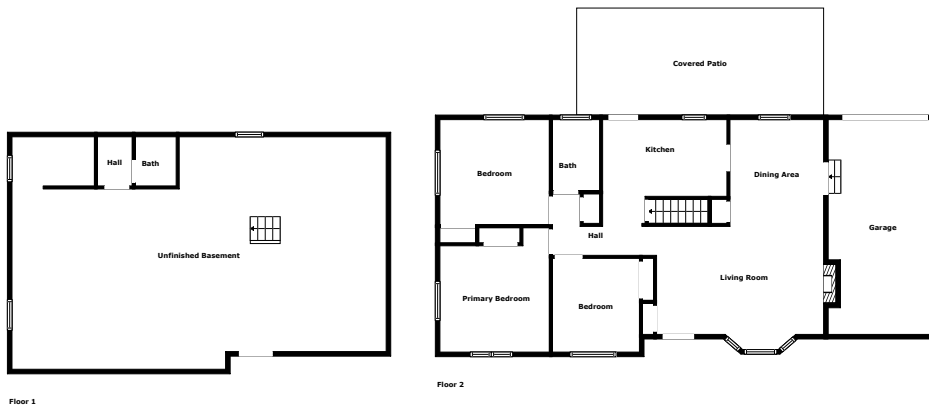 Covered Patio
Hall
Bath
Unfinished Basement
Floor 1
Bedroom
Bath
Kitchen
Dining Area
Hall
Garage
Living Room
Primary Bedroom
Bedroom
Floor 2